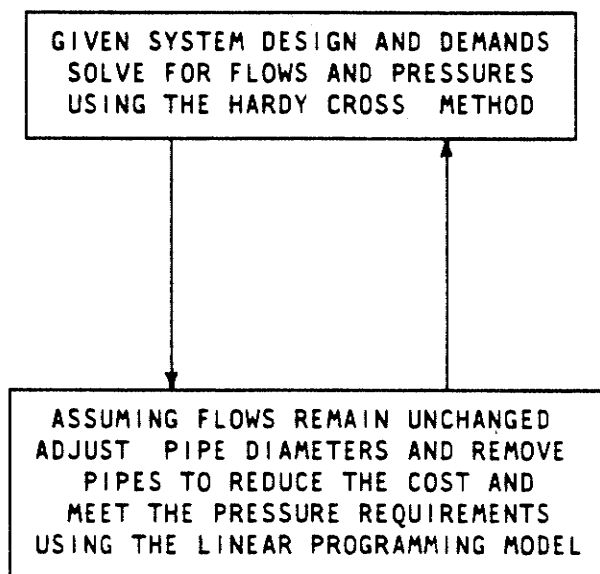 GIVEN SYSTEM DESIGN AND DEMANDS
SOLVE FOR FLOWS AND PRESSURES
USING THE HARDY CROSS METHOD
ASSUMING FLOWS REMAIN UNCHANGED
ADJUST PIPE DIAMETERS AND REMOVE
PIPES TO REDUCE THE COST AND
MEET THE PRESSURE REQUIREMENTS
USING THE LINEAR PROGRAMMING MODEL